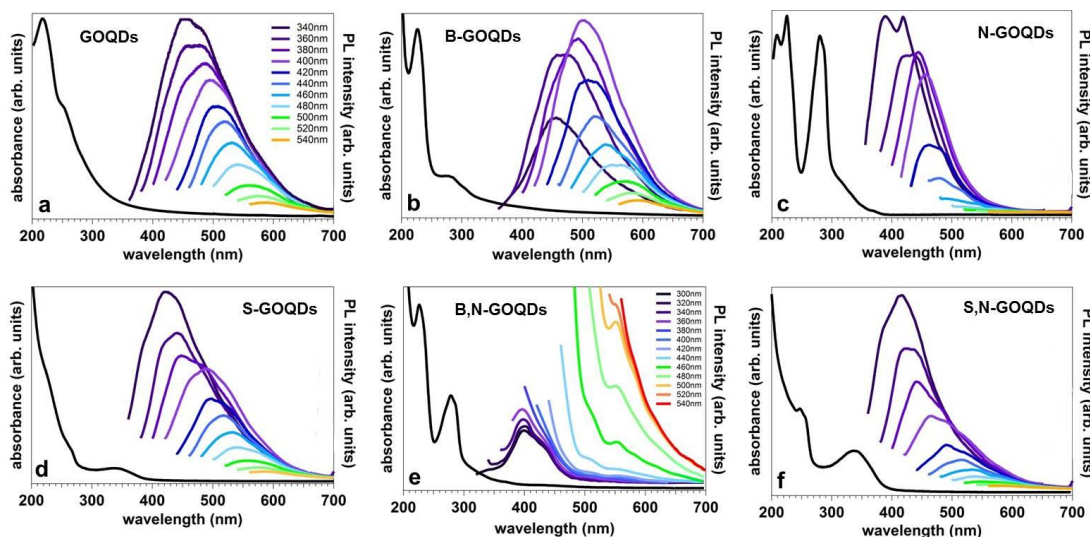 GOQDs
340nm
360nm
380nm
400nm
420nm
440nm
460nm
480nm
500nm
520nm
540nm
absorbance (arb. units)
PL intensity (arb. units)
a
200 300 400 500 600 700
wavelength (nm)
B-GOQDs
absorbance (arb. units)
PL intensity (arb. units)
b
200 300 400 500 600 700
wavelength (nm)
N-GOQDs
absorbance (arb. units)
PL intensity (arb. units)
c
200 300 400 500 600 700
wavelength (nm)
S-GOQDs
absorbance (arb. units)
PL intensity (arb. units)
d
200 300 400 500 600 700
wavelength (nm)
B,N-GOQDs
300nm
320nm
340nm
360nm
380nm
400nm
420nm
440nm
460nm
480nm
500nm
520nm
540nm
absorbance (arb. units)
PL intensity (arb. units)
e
200 300 400 500 600 700
wavelength (nm)
S,N-GOQDs
absorbance (arb. units)
PL intensity (arb. units)
f
200 300 400 500 600 700
wavelength (nm)